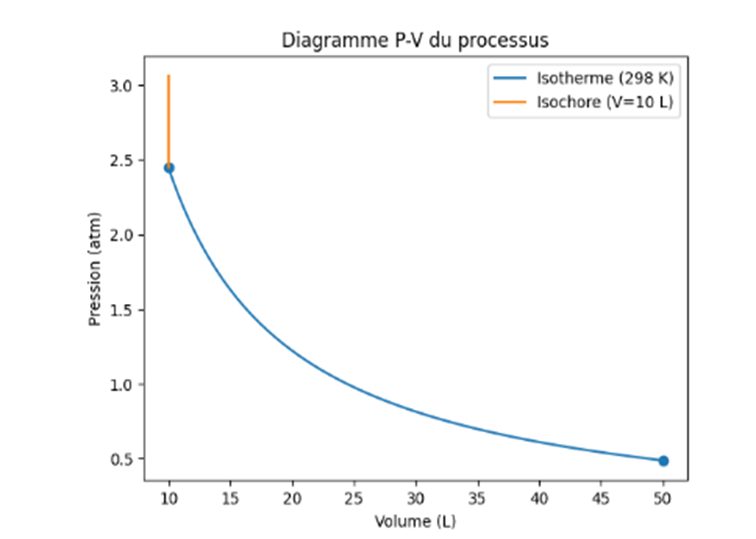 Diagramme P-V du processus
Isotherme (298 K)
Isochore (V=10 L)
3.0
2.5
2.0
1.5
1.0
0.5
Pression (atm)
10 15 20 25 30 35 40 45 50
Volume (L)